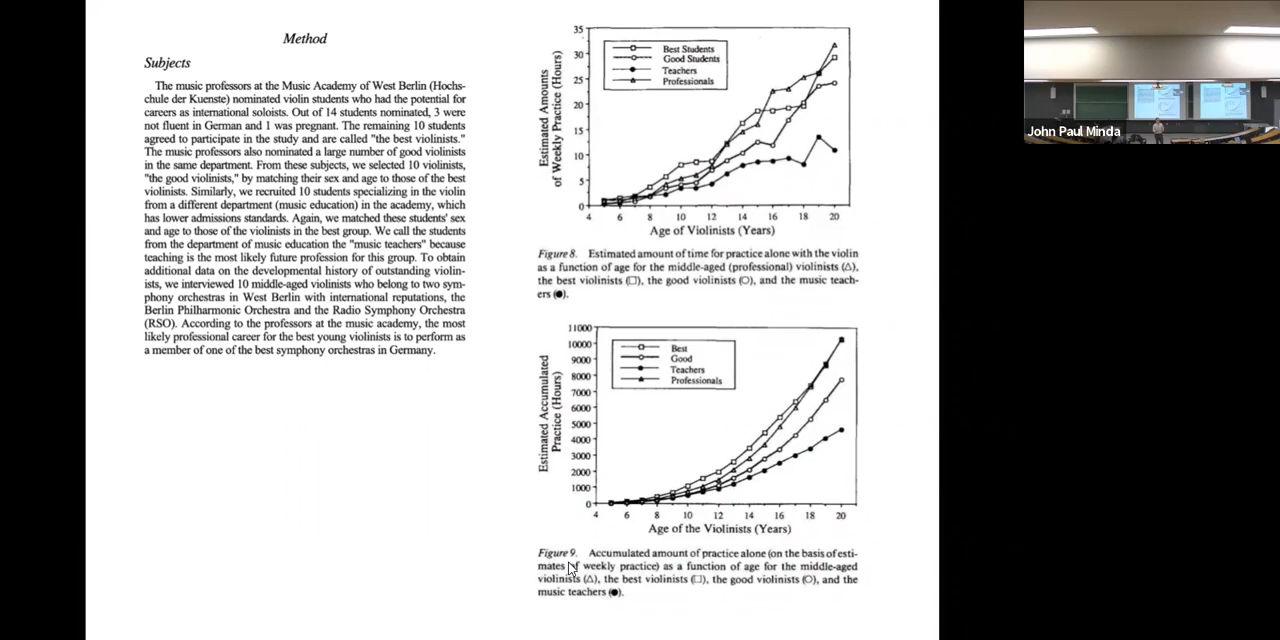 Method
Subjects
The music professors at the Music Academy of West Berlin (Hochs-
chule der Kuenste) nominated violin students who had the potential for
careers as international soloists. Out of 14 students nominated, 3 were
not fluent in German and 1 was pregnant. The remaining 10 students
agreed to participate in the study and are called "the best violinists."
The music professors also nominated a large number of good violinists
in the same department. From these subjects, we selected 10 violinists,
"the good violinists," by matching their sex and age to those of the best
violinists. Similarly, we recruited 10 students specializing in the violin
from a different department (music education) in the academy, which
has lower admissions standards. Again, we matched these students' sex
and age to those of the violinists in the best group. We call the students
from the department of music education the "music teachers" because
teaching is the most likely future profession for this group. To obtain
additional data on the developmental history of outstanding violin-
ists, we interviewed 10 middle-aged violinists who belong to two sym-
phony orchestras in West Berlin with international reputations, the
Berlin Philharmonic Orchestra and the Radio Symphony Orchestra
(RSO). According to the professors at the music academy, the most
likely professional career for the best young violinists is to perform as
a member of one of the best symphony orchestras in Germany.
Estimated Amounts
of Weekly Practice (Hours)
35
30
25
20
15
10
5
0
Best Students
Good Students
Teachers
Professionals
4 6 8 10 12 14 16 18 20
Age of Violinists (Years)
Figure 8. Estimated amount of time for practice alone with the violin
as a function of age for the middle-aged (professional) violinists (△),
the best violinists (□), the good violinists (○), and the music teach-
ers (●).
Estimated Accumulated
Practice (Hours)
11000
10000
9000
8000
7000
6000
5000
4000
3000
2000
1000
0
Best
Good
Teachers
Professionals
4 6 8 10 12 14 16 18 20
Age of the Violinists (Years)
Figure 9. Accumulated amount of practice alone (on the basis of esti-
mates of weekly practice) as a function of age for the middle-aged
violinists (△), the best violinists (□), the good violinists (○), and the
music teachers (●).
John Paul Minda